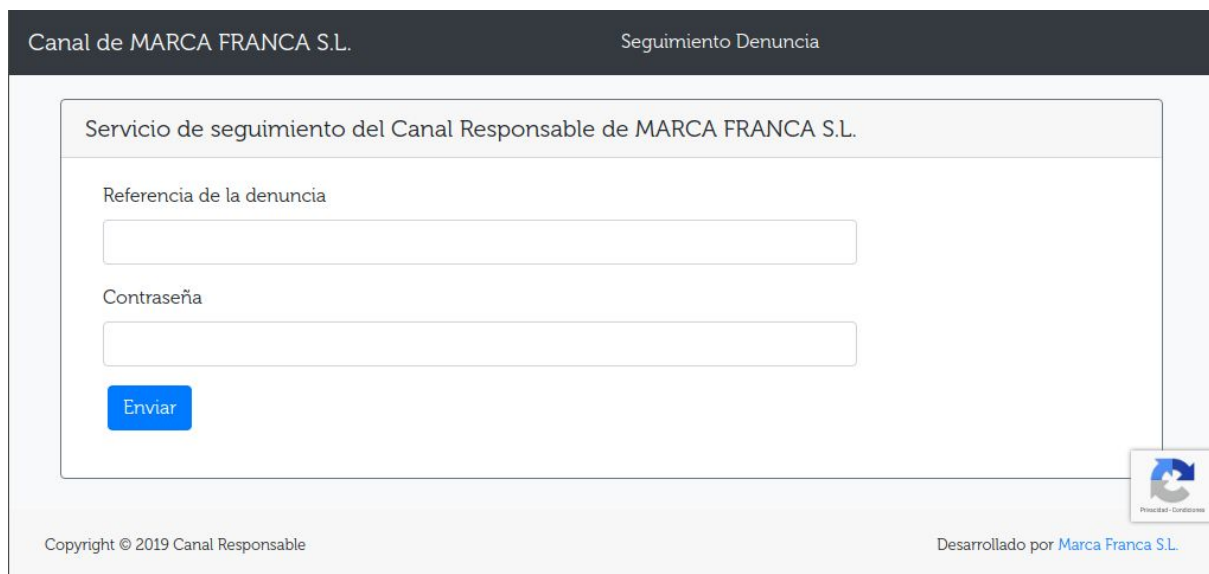 Canal de MARCA FRANCA S.L.
Seguimiento Denuncia
Servicio de seguimiento del Canal Responsable de MARCA FRANCA S.L.
Referencia de la denuncia
Contraseña
Enviar
Privacidad - Condiciones
Copyright © 2019 Canal Responsable
Desarrollado por Marca Franca S.L.